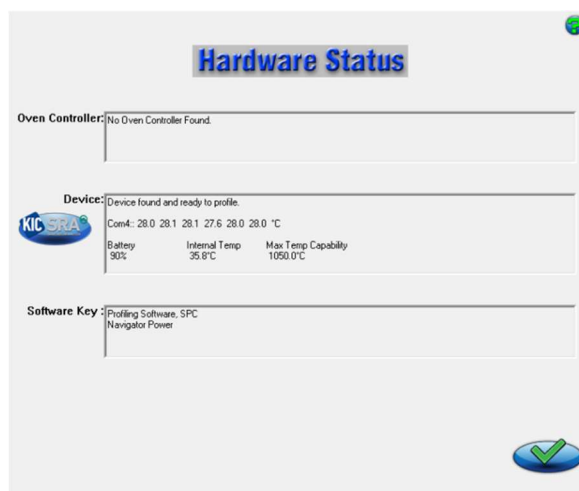 Hardware Status
Oven Controller: No Oven Controller Found.
Device: Device found and ready to profile.
KIC SRA
Com4:: 28.0 28.1 28.1 27.6 28.0 28.0 °C
Battery Internal Temp Max Temp Capability
90% 35.8°C 1050.0°C
Software Key : Profiling Software, SPC
Navigator Power